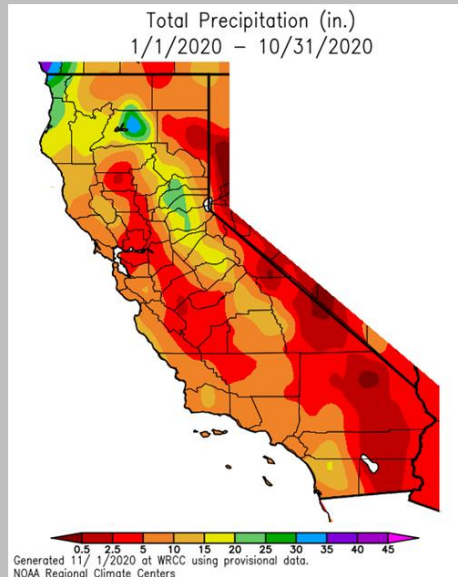 Total Precipitation (in.)
1/1/2020 – 10/31/2020
0.5 2.5 5 10 15 20 25 30 35 40 45
Generated 11/ 1/2020 at WRCC using provisional data.
NOAA Regional Climate Centers